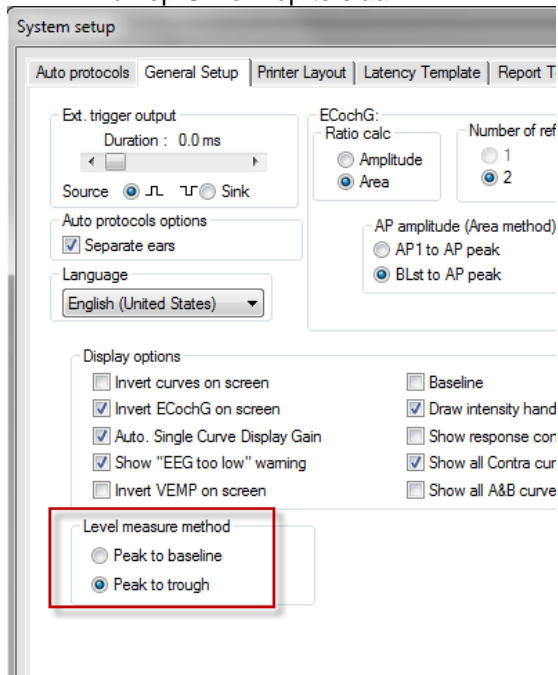 System setup
Auto protocols General Setup Printer Layout Latency Template Report
Ext. trigger output
Duration : 0.0 ms
Source Sink
Auto protocols options
Separate ears
Language
English (United States)
ECochG:
Ratio calc
Amplitude
Area
Number of ref
1
2
AP amplitude (Area method)
AP1 to AP peak
BLst to AP peak
Display options
Invert curves on screen
Invert ECochG on screen
Auto. Single Curve Display Gain
Show "EEG too low" warning
Invert VEMP on screen
Baseline
Draw intensity hand
Show response con
Show all Contra cur
Show all A&B curve
Level measure method
Peak to baseline
Peak to trough